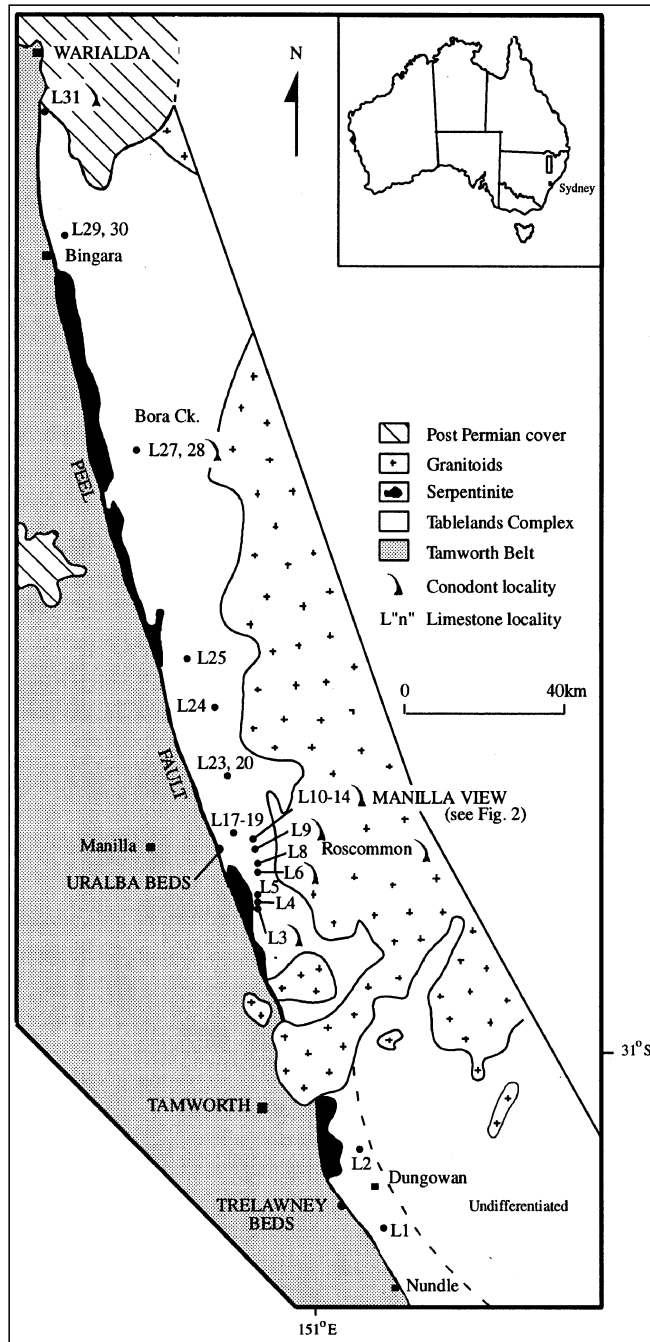 WARIALDA
N
L31
Sydney
L29, 30
Bingara
Bora Ck.
L27, 28
PEEL
Post Permian cover
Granitoids
Serpentinite
Tablelands Complex
Tamworth Belt
Conodont locality
L"n" Limestone locality
0 40km
L25
L24
FAULT
L23, 20
L10-14 MANILLA VIEW
(see Fig. 2)
L17-19
L9
Manilla
L8 Roscommon
L6
URALBA BEDS
L5
L4
L3
31°S
TAMWORTH
L2
Dungowan
TRELAWNEY
BEDS
Undifferentiated
L1
Nundle
151°E